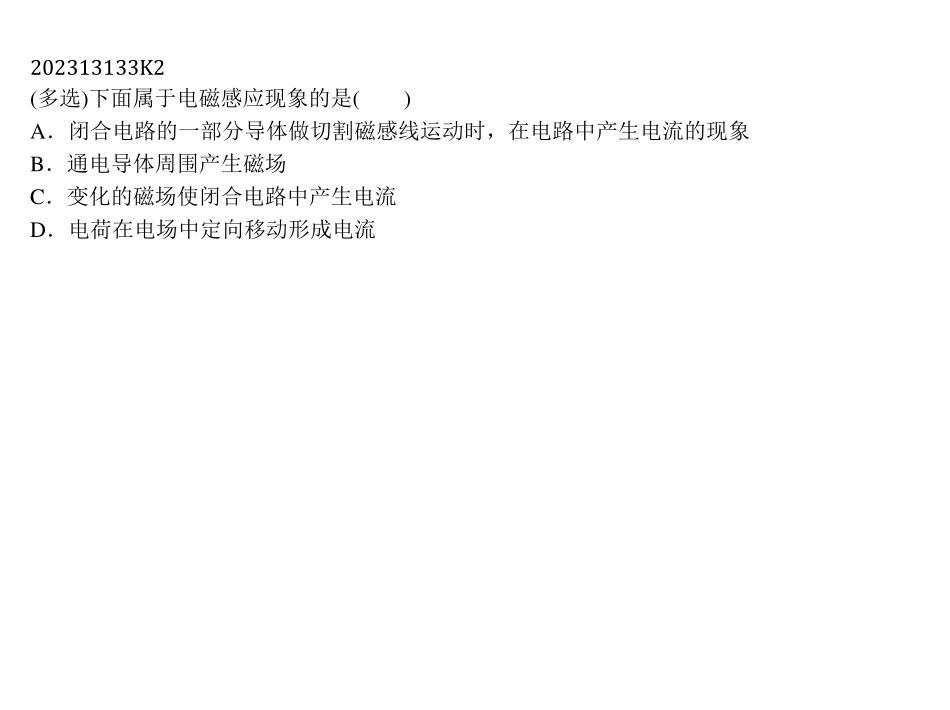 202313133K2
(多选)下面属于电磁感应现象的是(　　)
A．闭合电路的一部分导体做切割磁感线运动时，在电路中产生电流的现象
B．通电导体周围产生磁场
C．变化的磁场使闭合电路中产生电流
D．电荷在电场中定向移动形成电流